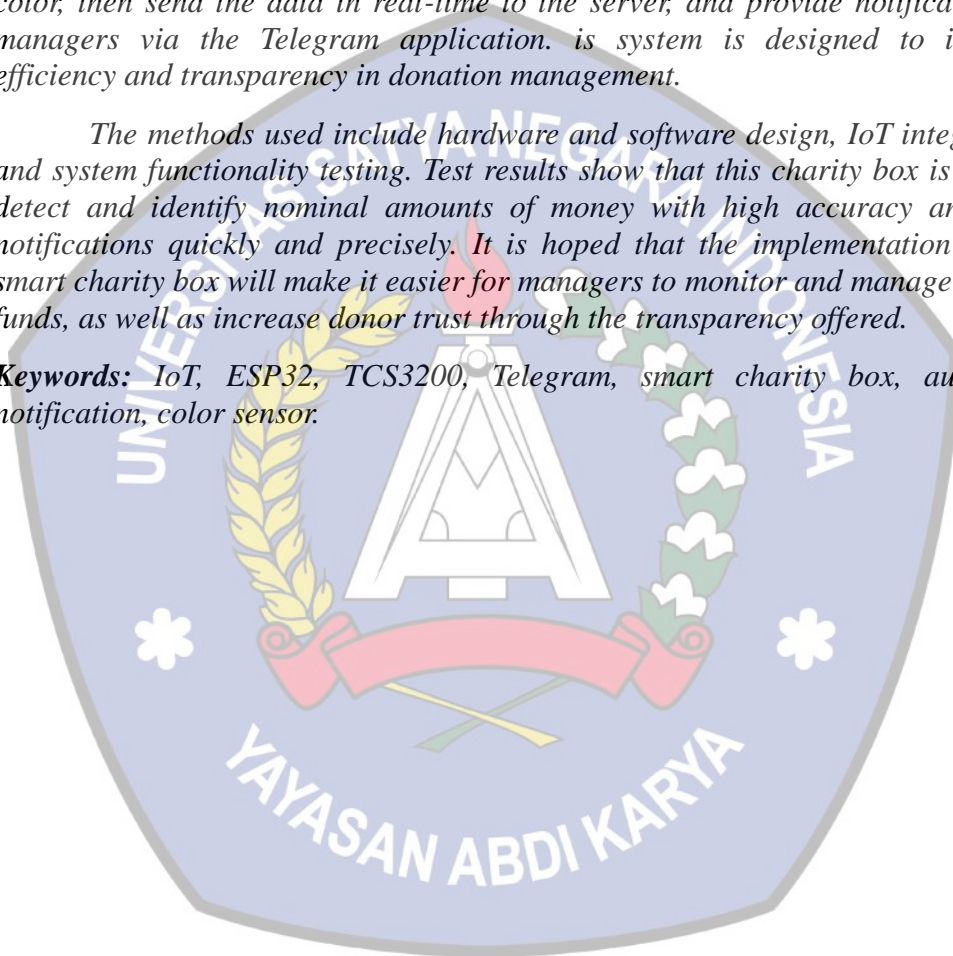 color, then send the data in real-time to the server, and provide
managers via the Telegram application. is system is designed to
efficiency and transparency in donation management.
The methods used include hardware and software design, IoT
and system functionality testing. Test results show that this charity box is
detect and identify nominal amounts of money with high accuracy
notifications quickly and precisely. It is hoped that the implementation
smart charity box will make it easier for managers to monitor and manage
funds, as well as increase donor trust through the transparency offered.
Keywords: IoT, ESP32, TCS3200, Telegram, smart charity box,
notification, color sensor.
UNIVERSITAS SATYA NEGARA INDONESIA
YAYASAN ABDI KARYA